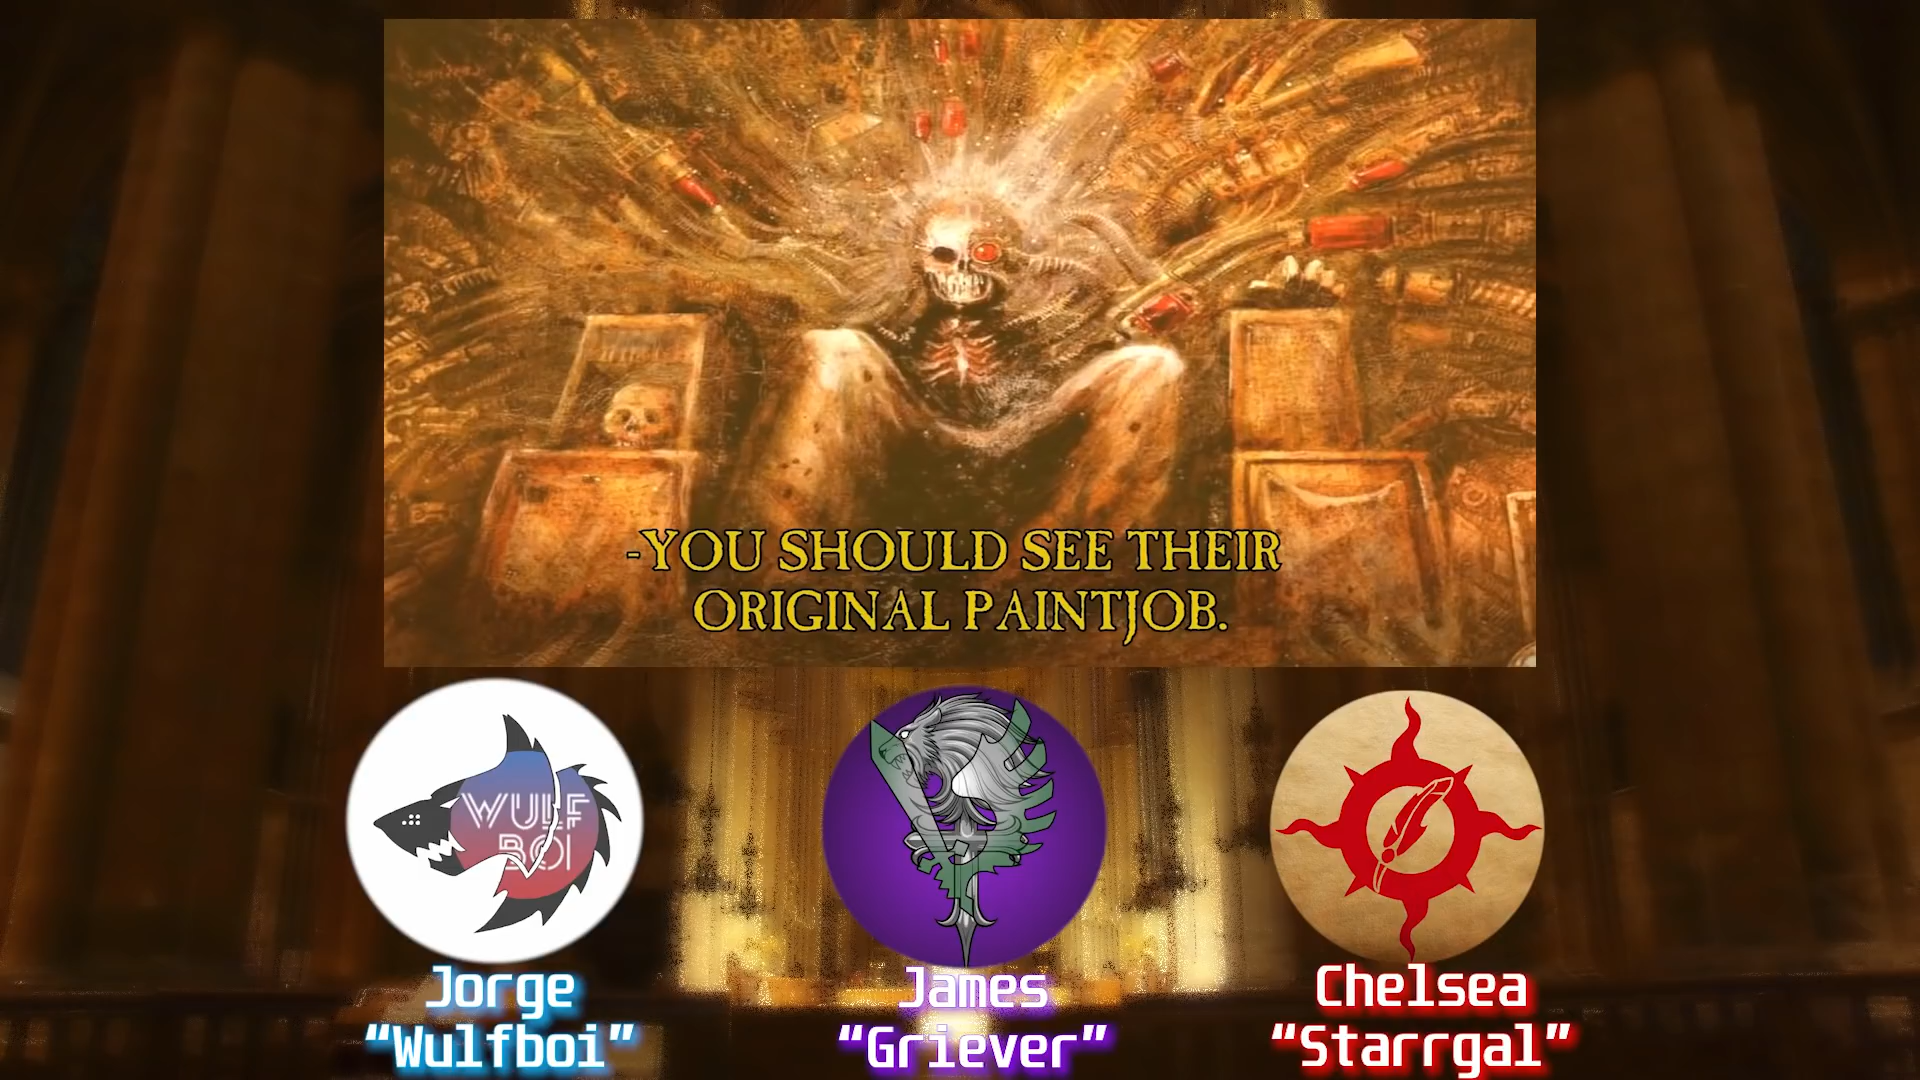 -YOU SHOULD SEE THEIR
ORIGINAL PAINTJOB.
WULF
BOI
Jorge
“Wulfboi”
James
“Griever”
Chelsea
“Starrgal”